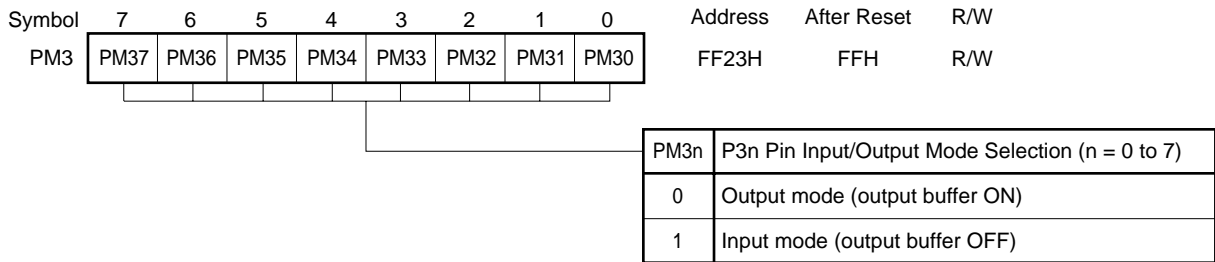 Symbol 7 6 5 4 3 2 1 0 Address After Reset R/W
PM3 PM37 PM36 PM35 PM34 PM33 PM32 PM31 PM30 FF23H FFH R/W
PM3n P3n Pin Input/Output Mode Selection (n = 0 to 7)
0 Output mode (output buffer ON)
1 Input mode (output buffer OFF)